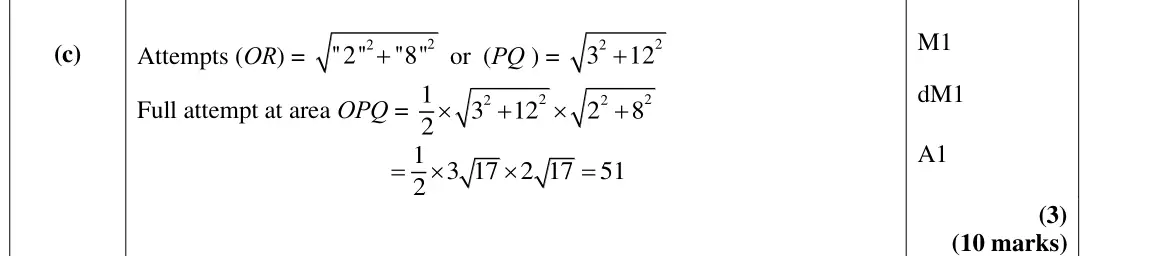 (c) Attempts (OR) = √("2"² + "8"²) or (PQ) = √(3² + 12²) M1
Full attempt at area OPQ = 1/2 × √(3² + 12²) × √(2² + 8²) dM1
= 1/2 × 3√17 × 2√17 = 51 A1
(3)
(10 marks)